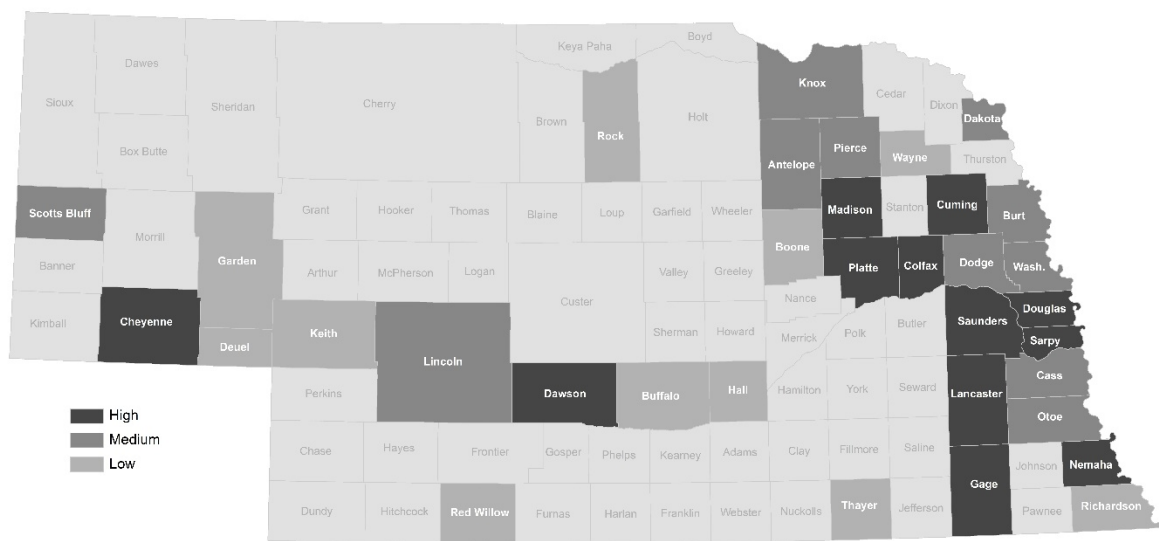 Boyd
Keya Paha
Knox
Cedar
Dixon
Dakota
Dawes
Sioux
Sheridan
Cherry
Brown
Rock
Holt
Box Butte
Antelope
Pierce
Wayne
Thurston
Scotts Bluff
Morrill
Grant
Hooker
Thomas
Blaine
Loup
Garfield
Wheeler
Madison
Stanton
Cuming
Burt
Banner
Garden
Arthur
McPherson
Logan
Custer
Valley
Greeley
Boone
Platte
Colfax
Dodge
Wash.
Kimball
Cheyenne
Deuel
Keith
Lincoln
Sherman
Howard
Nance
Merrick
Polk
Butler
Saunders
Douglas
Sarpy
Perkins
Dawson
Buffalo
Hall
Hamilton
York
Seward
Lancaster
Cass
Otoe
High
Medium
Low
Chase
Hayes
Frontier
Gosper
Phelps
Kearney
Adams
Clay
Fillmore
Saline
Gage
Johnson
Nemaha
Dundy
Hitchcock
Red Willow
Furnas
Harlan
Franklin
Webster
Nuckolls
Thayer
Jefferson
Pawnee
Richardson